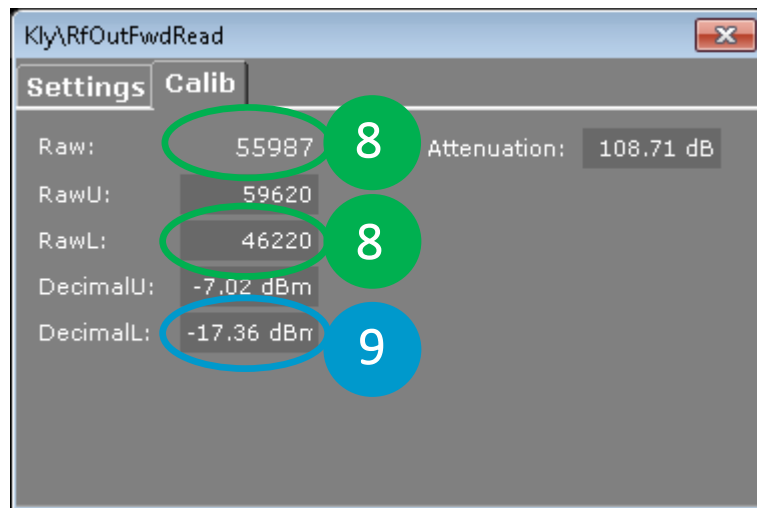 Kly\RfOutFwdRead
Settings Calib
Raw: 55987 8 Attenuation: 108.71 dB
RawU: 59620
RawL: 46220 8
DecimalU: -7.02 dBm
DecimalL: -17.36 dBm 9